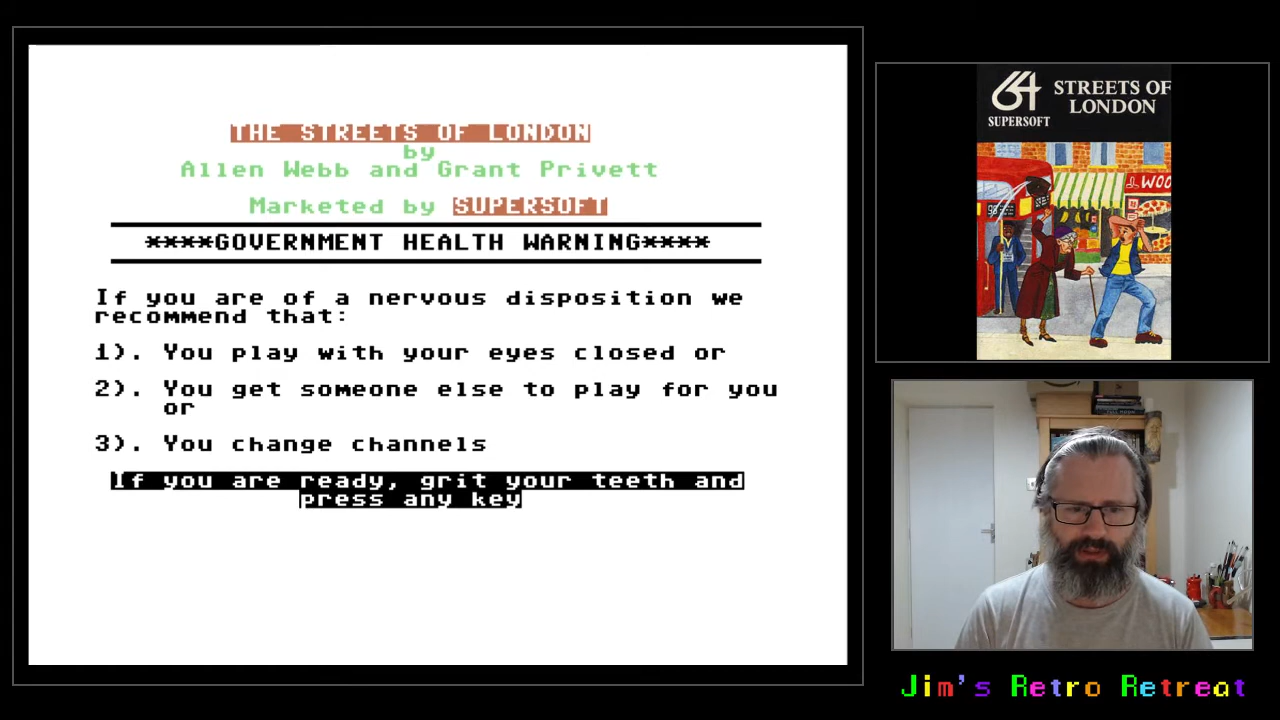 THE STREETS OF LONDON
by
Allen Webb and Grant Privett
Marketed by SUPERSOFT
****GOVERNMENT HEALTH WARNING****
If you are of a nervous disposition we
recommend that:
1). You play with your eyes closed or
2). You get someone else to play for you
or
3). You change channels
If you are ready, grit your teeth and
press any key
64
SUPERSOFT
STREETS OF
LONDON
WOO
Jim's Retro Retreat